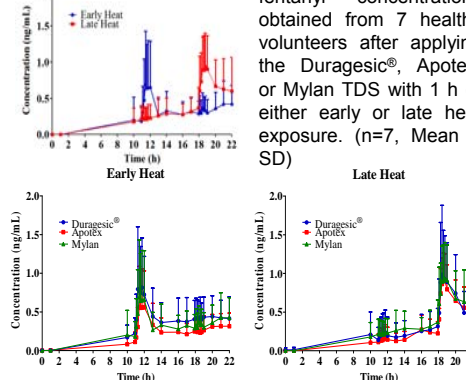 fentanyl concentration
obtained from 7 health
volunteers after applyin
the Duragesic®, Apote
or Mylan TDS with 1 h
either early or late he
exposure. (n=7, Mean
SD)
Concentration (ng/mL)
Early Heat
Late Heat
1.5
1.0
0.5
0.0
0 2 4 6 8 10 12 14 16 18 20 22
Time (h)
Early Heat
Concentration (ng/mL)
Duragesic®
Apotex
Mylan
2.0
1.5
1.0
0.5
0.0
0 2 4 6 8 10 12 14 16 18 20 22
Time (h)
Late Heat
Concentration (ng/mL)
Duragesic®
Apotex
Mylan
2.0
1.5
1.0
0.5
0.0
0 2 4 6 8 10 12 14 16 18 20 22
Time (h)